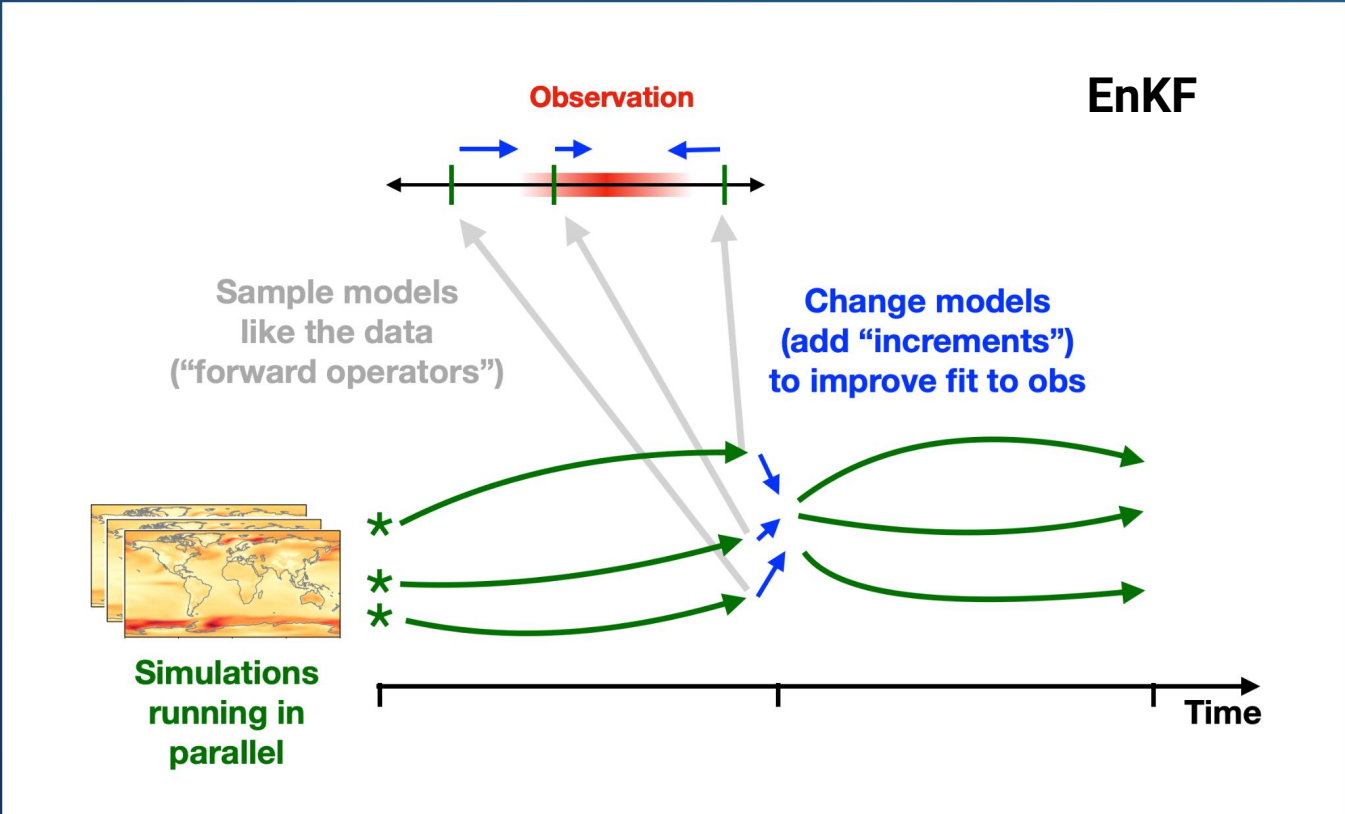 Observation
EnKF
Sample models
like the data
(“forward operators”)
Change models
(add “increments”)
to improve fit to obs
*
*
*
Simulations
running in
parallel
Time